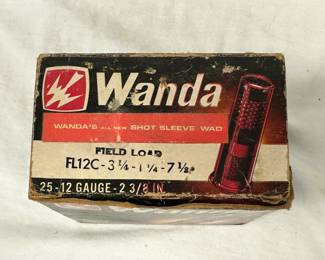 Wanda
WANDA'S ALL NEW SHOT SLEEVE WAD
FIELD LOAD
FL12C-3 1/4-1 1/4-7 1/2
25-12 GAUGE-2 3/8 IN.